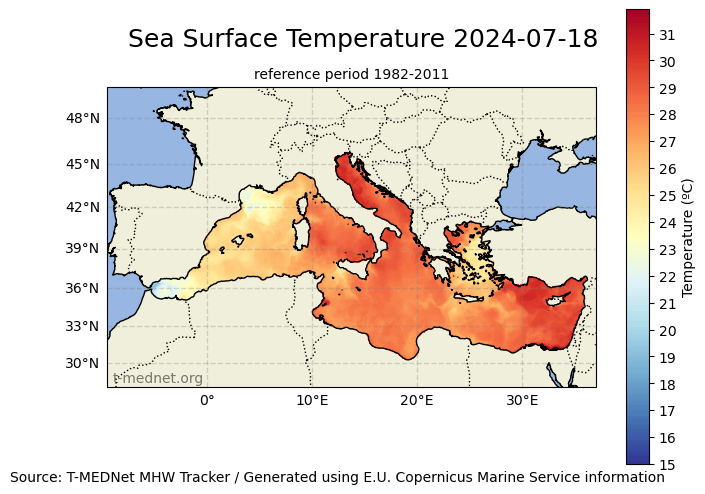 Sea Surface Temperature 2024-07-18
reference period 1982-2011
48°N
45°N
42°N
39°N
36°N
33°N
30°N
t-mednet.org
0°
10°E
20°E
30°E
31
30
29
28
27
26
25
24
23
22
21
20
19
18
17
16
15
Temperature (ºC)
Source: T-MEDNet MHW Tracker / Generated using E.U. Copernicus Marine Service information